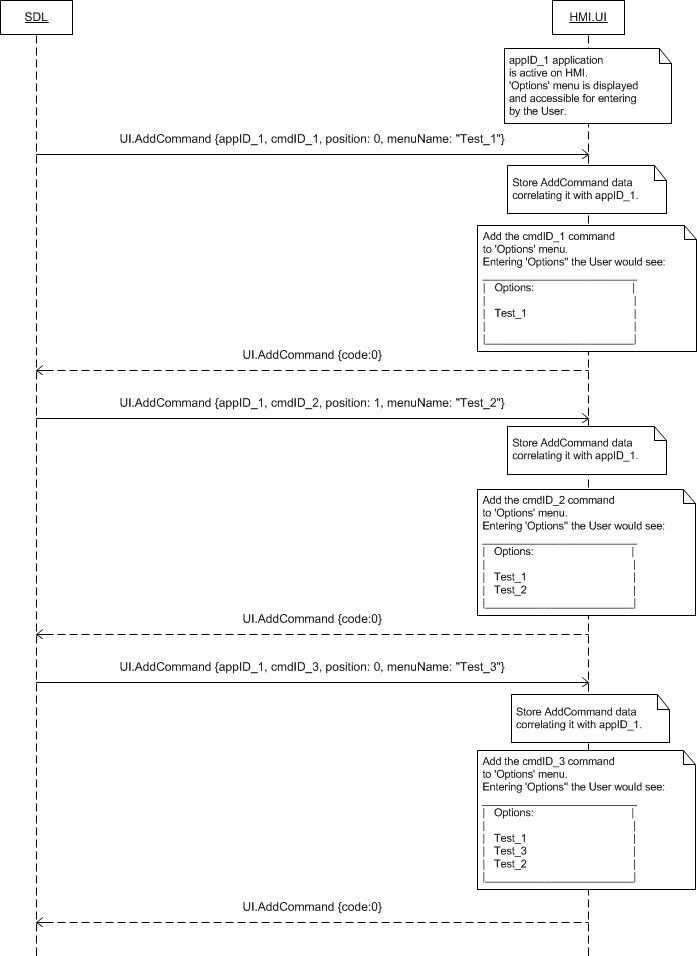 SDL
HMI.UI
appID_1 application
is active on HMI.
'Options' menu is displayed
and accessible for entering
by the User.
UI.AddCommand {appID_1, cmdID_1, position: 0, menuName: "Test_1"}
Store AddCommand data
correlating it with appID_1.
Add the cmdID_1 command
to 'Options' menu.
Entering 'Options" the User would see:
Options:
Test_1
UI.AddCommand {code:0}
UI.AddCommand {appID_1, cmdID_2, position: 1, menuName: "Test_2"}
Store AddCommand data
correlating it with appID_1.
Add the cmdID_2 command
to 'Options' menu.
Entering 'Options" the User would see:
Options:
Test_1
Test_2
UI.AddCommand {code:0}
UI.AddCommand {appID_1, cmdID_3, position: 0, menuName: "Test_3"}
Store AddCommand data
correlating it with appID_1.
Add the cmdID_3 command
to 'Options' menu.
Entering 'Options" the User would see:
Options:
Test_1
Test_3
Test_2
UI.AddCommand {code:0}